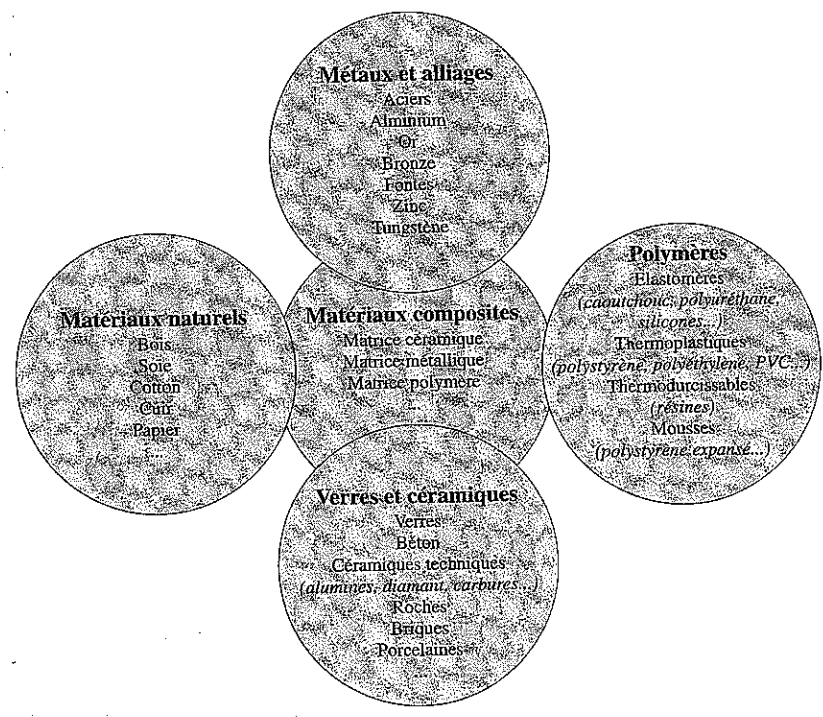 Métaux et alliages
Aciers
Aluminium
Or
Bronze
Fontes
Zinc
Tungstène
Matériaux naturels
Bois
Soie
Cotton
Cuir
Papier
...
Matériaux composites
Matrice céramique
Matrice métallique
Matrice polymère
...
Polymères
Elastomères
(caoutchouc, polyuréthane,
silicones...)
Thermoplastiques
(polystyrène, polyéthylène, PVC...)
Thermodurcissables
(résines)
Mousses
(polystyrène expansé...)
Verres et céramiques
Verres
Béton
Céramiques techniques
(alumines, diamant, carbures...)
Roches
Briques
Porcelaines
...